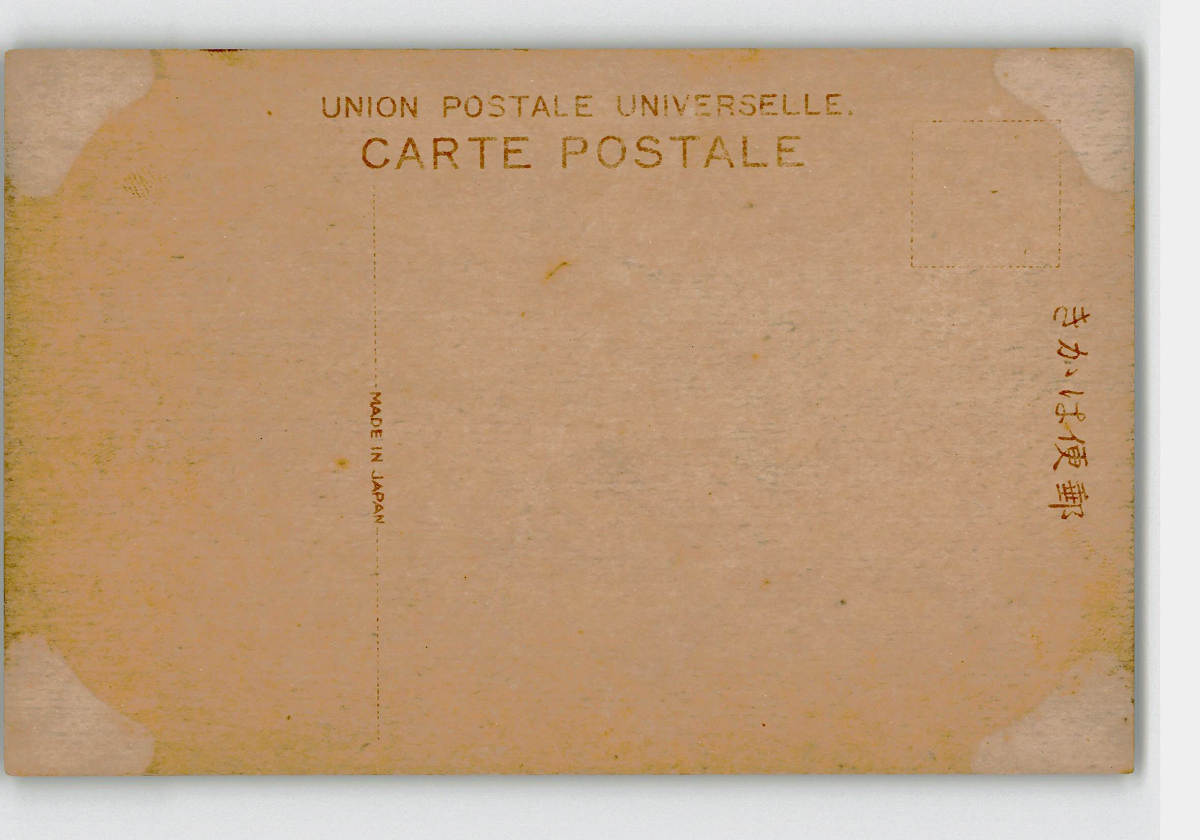 UNION POSTALE UNIVERSELLE.
CARTE POSTALE
MADE IN JAPAN
郵便はかき